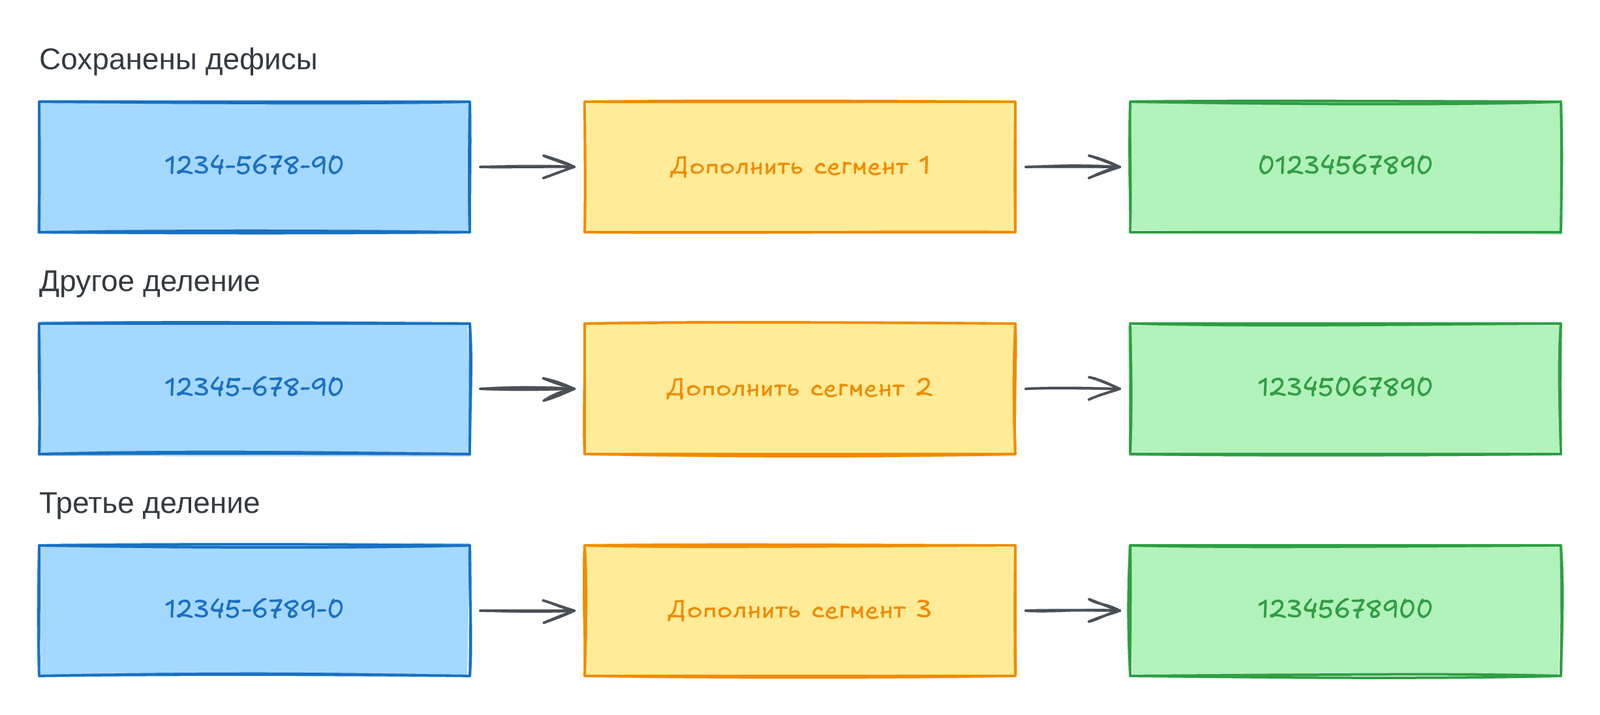 Сохранены дефисы
1234-5678-90
Дополнить сегмент 1
01234567890
Другое деление
12345-678-90
Дополнить сегмент 2
12345067890
Третье деление
12345-6789-0
Дополнить сегмент 3
12345678900